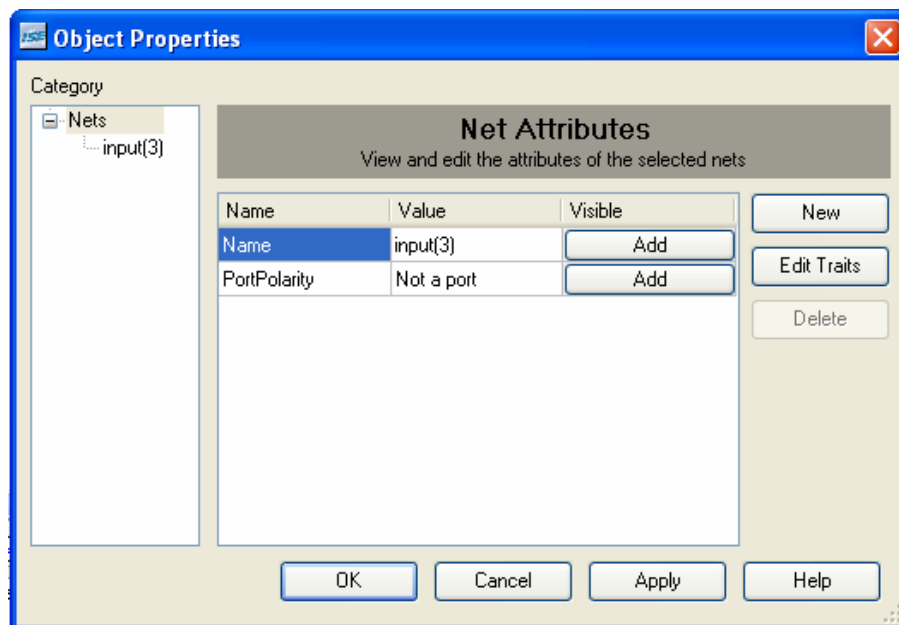 ISE Object Properties
Category
Nets
input(3)
Net Attributes
View and edit the attributes of the selected nets
Name Value Visible
Name input(3) Add
PortPolarity Not a port Add
New
Edit Traits
Delete
OK Cancel Apply Help